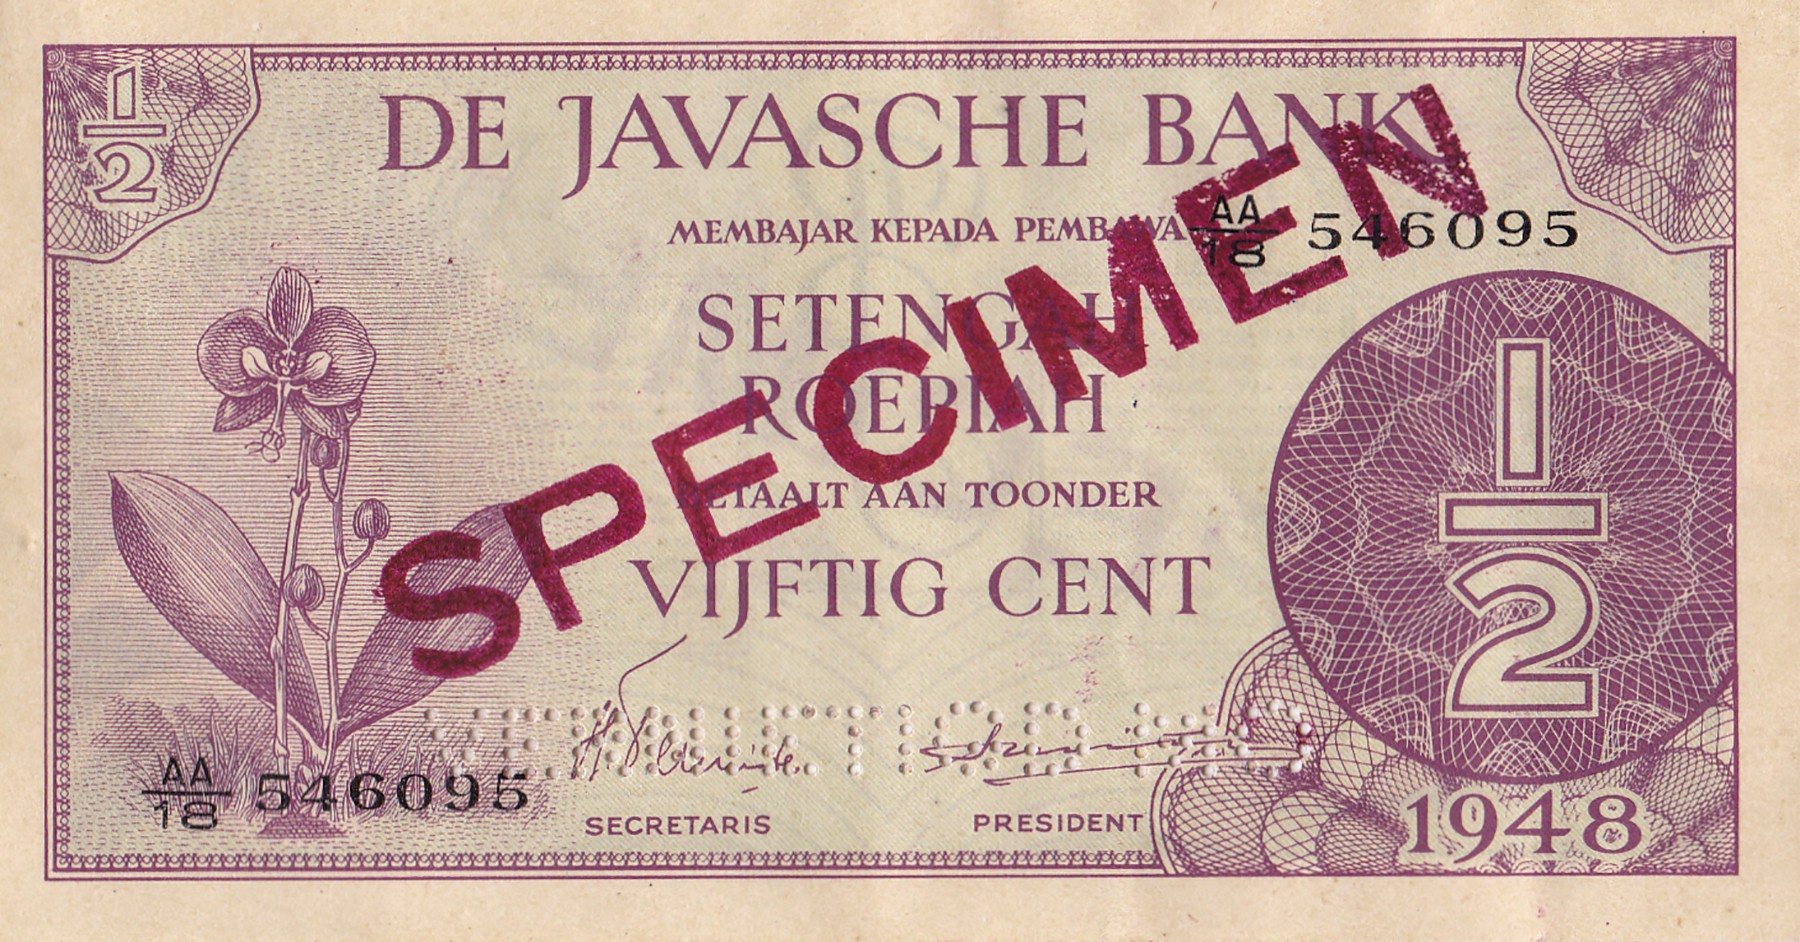 1/2
DE JAVASCHE BANK
MEMBAJAR KEPADA PEMBAWA
AA/18 546095
SETENGAH
ROEPIAH
BETAALT AAN TOONDER
VIJFTIG CENT
SPECIMEN
1/2
AA/18 546095
SECRETARIS
PRESIDENT
1948